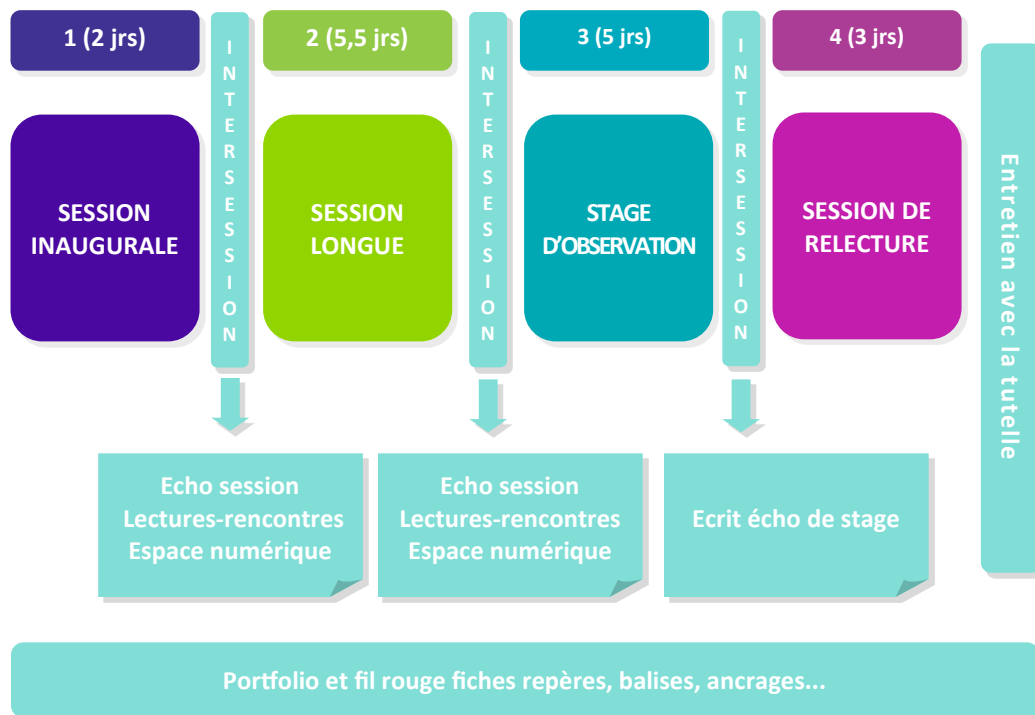 1 (2 jrs)
INTERSESSION
2 (5,5 jrs)
INTERSESSION
3 (5 jrs)
INTERSESSION
4 (3 jrs)
SESSION
INAUGURALE
SESSION
LONGUE
STAGE
D'OBSERVATION
SESSION DE
RELECTURE
Entretien avec la tutelle
Echo session
Lectures-rencontres
Espace numérique
Echo session
Lectures-rencontres
Espace numérique
Ecrit écho de stage
Portfolio et fil rouge fiches repères, balises, ancrages...